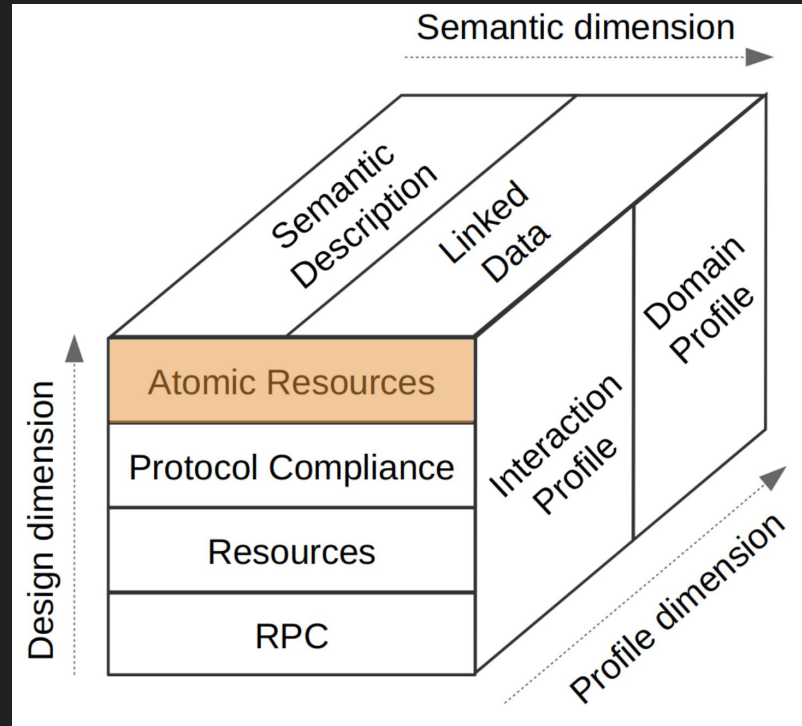 Semantic dimension
Semantic
Description
Linked
Data
Domain
Profile
Interaction
Profile
Atomic Resources
Protocol Compliance
Resources
RPC
Design dimension
Profile dimension